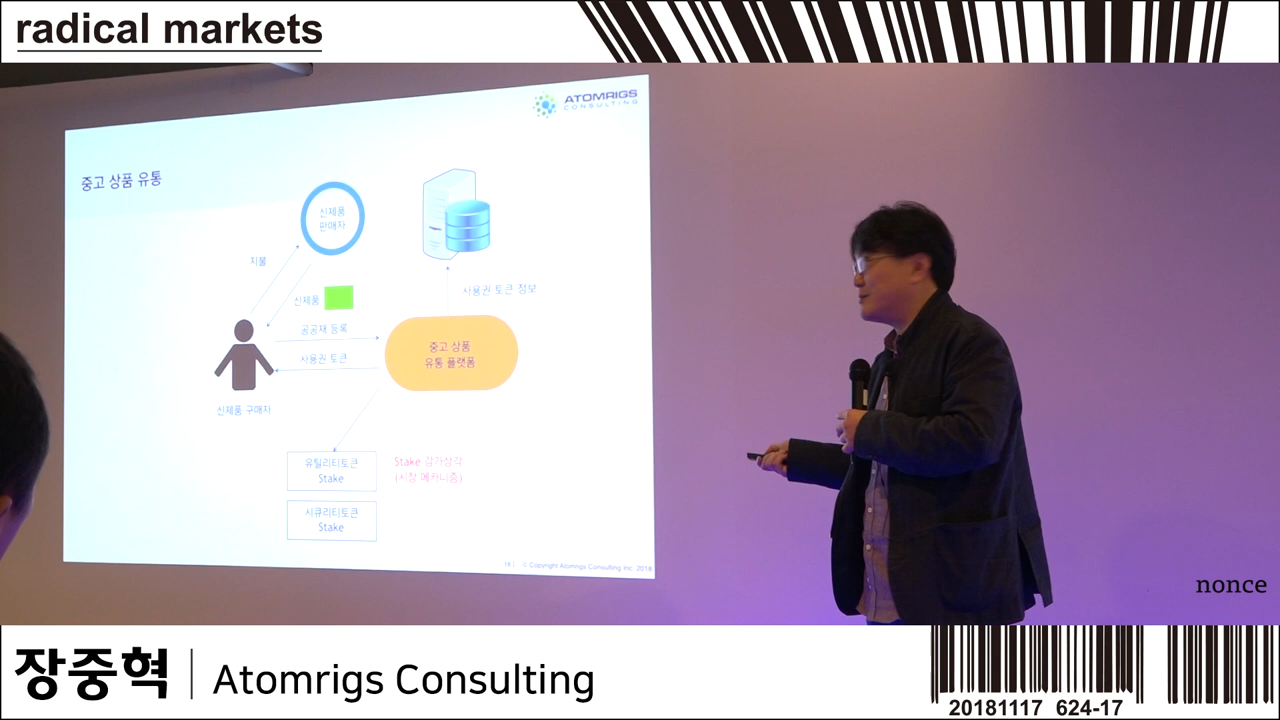 radical markets
ATOMRIGS
CONSULTING
중고 상품 유통
신제품
판매자
지불
신제품
사용권 토큰 정보
공공재 등록
사용권 토큰
중고 상품
유통 플랫폼
신제품 구매자
유틸리티토큰
Stake
Stake 감가상각
(시장 메카니즘)
시큐리티토큰
Stake
© Copyright Atomrigs Consulting Inc. 2018
nonce
장중혁 | Atomrigs Consulting
20181117 624-17